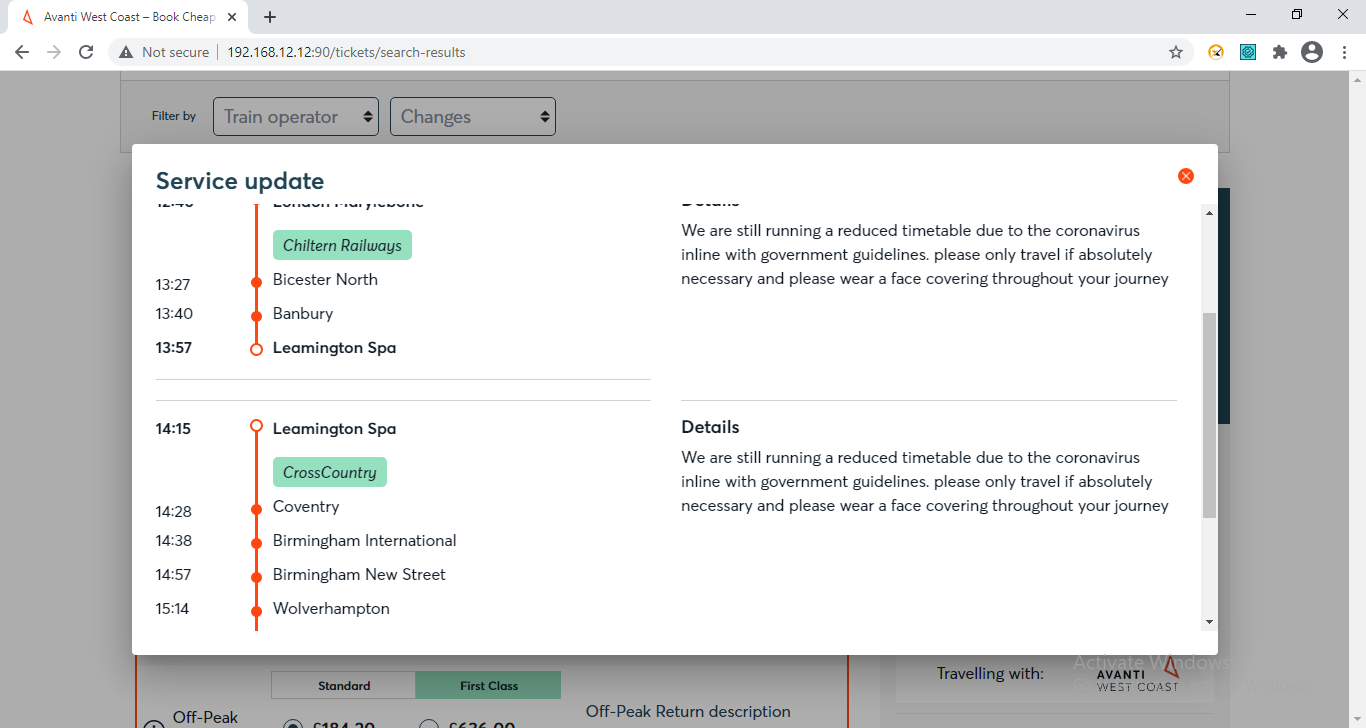 Avanti West Coast – Book Cheap
Not secure
192.168.12.12:90/tickets/search-results
Filter by
Train operator
Changes
Service update
12:40
London Marylebone
Details
Chiltern Railways
We are still running a reduced timetable due to the coronavirus
inline with government guidelines. please only travel if absolutely
necessary and please wear a face covering throughout your journey
13:27
Bicester North
13:40
Banbury
13:57
Leamington Spa
14:15
Leamington Spa
Details
CrossCountry
We are still running a reduced timetable due to the coronavirus
inline with government guidelines. please only travel if absolutely
necessary and please wear a face covering throughout your journey
14:28
Coventry
14:38
Birmingham International
14:57
Birmingham New Street
15:14
Wolverhampton
Travelling with:
AVANTI
WEST COAST
Activate Windows
Standard
First Class
Off-Peak
£184.20
£636.00
Off-Peak Return description